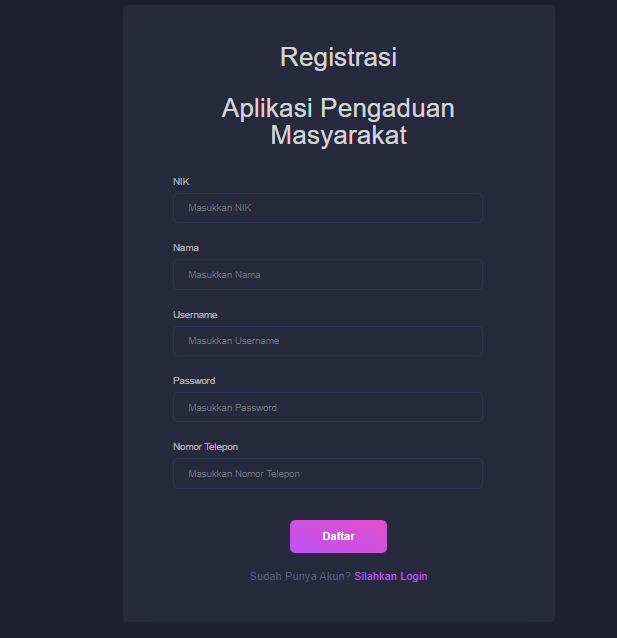 Registrasi
Aplikasi Pengaduan
Masyarakat
NIK
Masukkan NIK
Nama
Masukkan Nama
Username
Masukkan Username
Password
Masukkan Password
Nomor Telepon
Masukkan Nomor Telepon
Daftar
Sudah Punya Akun? Silahkan Login